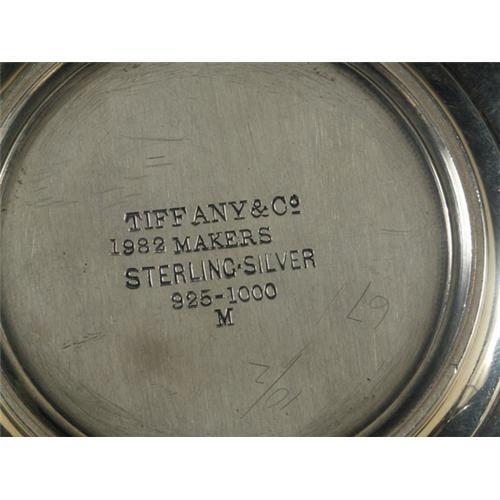 TIFFANY & Co
1982 MAKERS
STERLING-SILVER
925-1000
M